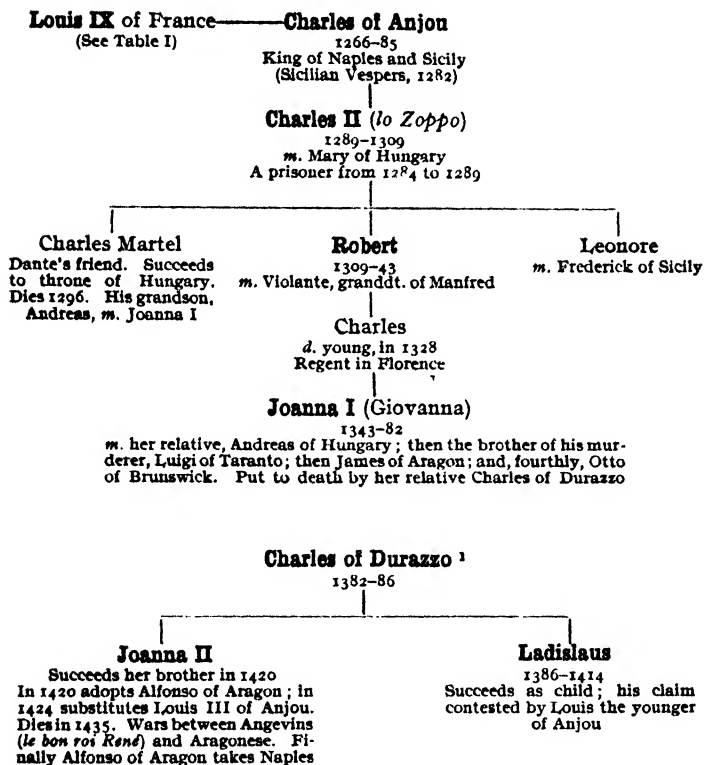 Louis IX of France
(See Table I)
Charles of Anjou
1266–85
King of Naples and Sicily
(Sicilian Vespers, 1282)
Charles II (lo Zoppo)
1289–1309
m. Mary of Hungary
A prisoner from 1284 to 1289
Charles Martel
Dante's friend. Succeeds
to throne of Hungary.
Dies 1296. His grandson,
Andreas, m. Joanna I
Robert
1309–43
m. Violante, granddt. of Manfred
Leonore
m. Frederick of Sicily
Charles
d. young, in 1328
Regent in Florence
Joanna I (Giovanna)
1343–82
m. her relative, Andreas of Hungary; then the brother of his mur-
derer, Luigi of Taranto; then James of Aragon; and, fourthly, Otto
of Brunswick. Put to death by her relative Charles of Durazzo
Charles of Durazzo 1
1382–86
Joanna II
Succeeds her brother in 1420
In 1420 adopts Alfonso of Aragon; in
1424 substitutes Louis III of Anjou.
Dies in 1435. Wars between Angevins
(le bon roi René) and Aragonese. Fi-
nally Alfonso of Aragon takes Naples
Ladislaus
1386–1414
Succeeds as child; his claim
contested by Louis the younger
of Anjou